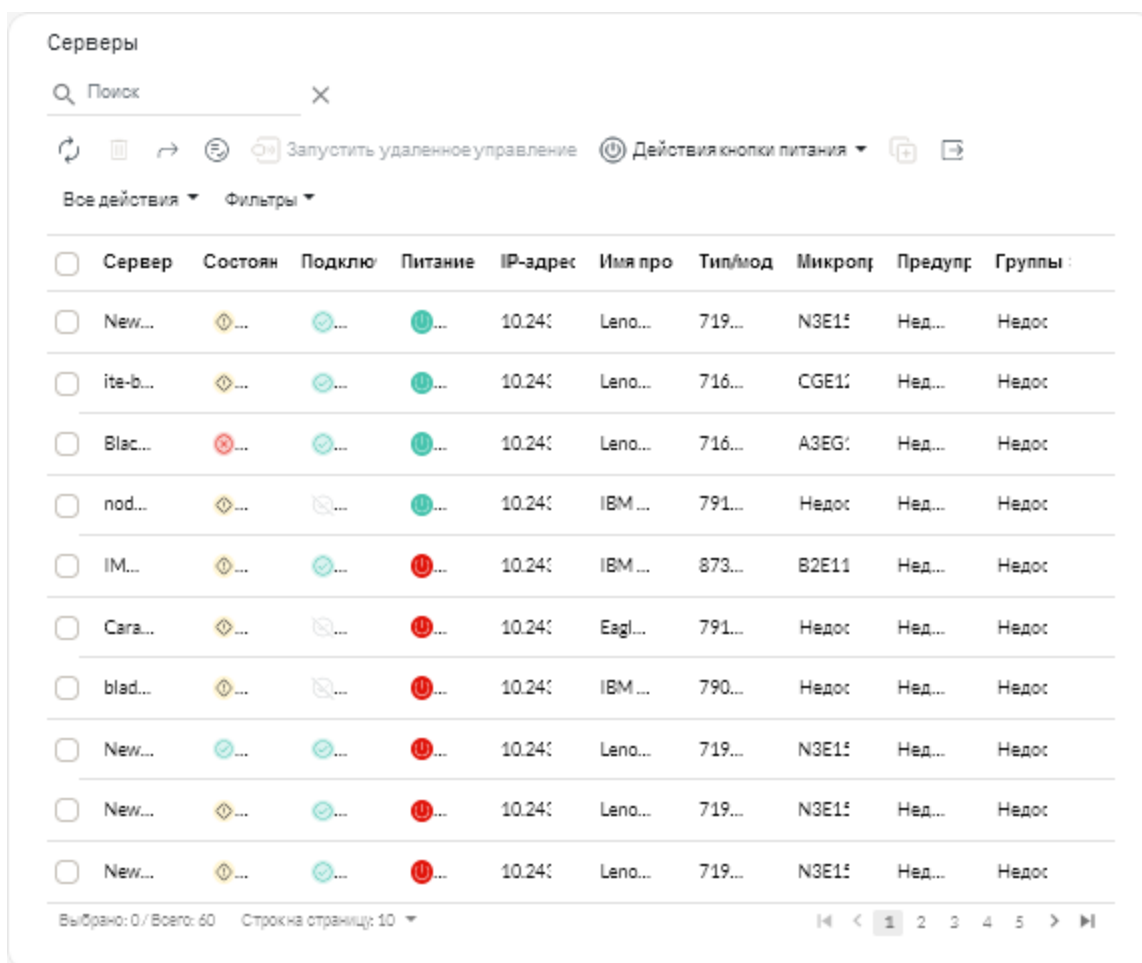 Серверы
Поиск
Запустить удаленное управление Действия кнопки питания
Все действия Фильтры
Сервер Состоян Подклю Питание IP-адрес Имя про Тип/мод Микропр Предупр Группы
New... ... ... ... 10.243 Leno... 719... N3E15 Нед... Недос
ite-b... ... ... ... 10.243 Leno... 716... CGE12 Нед... Недос
Blac... ... ... ... 10.243 Leno... 716... A3EG1 Нед... Недос
nod... ... ... ... 10.243 IBM ... 791... Недос Нед... Недос
IM... ... ... ... 10.243 IBM ... 873... B2E11 Нед... Недос
Cara... ... ... ... 10.243 Eagl... 791... Недос Нед... Недос
blad... ... ... ... 10.243 IBM ... 790... Недос Нед... Недос
New... ... ... ... 10.243 Leno... 719... N3E15 Нед... Недос
New... ... ... ... 10.243 Leno... 719... N3E15 Нед... Недос
New... ... ... ... 10.243 Leno... 719... N3E15 Нед... Недос
Выбрано: 0 / Всего: 60 Строк на страницу: 10 1 2 3 4 5